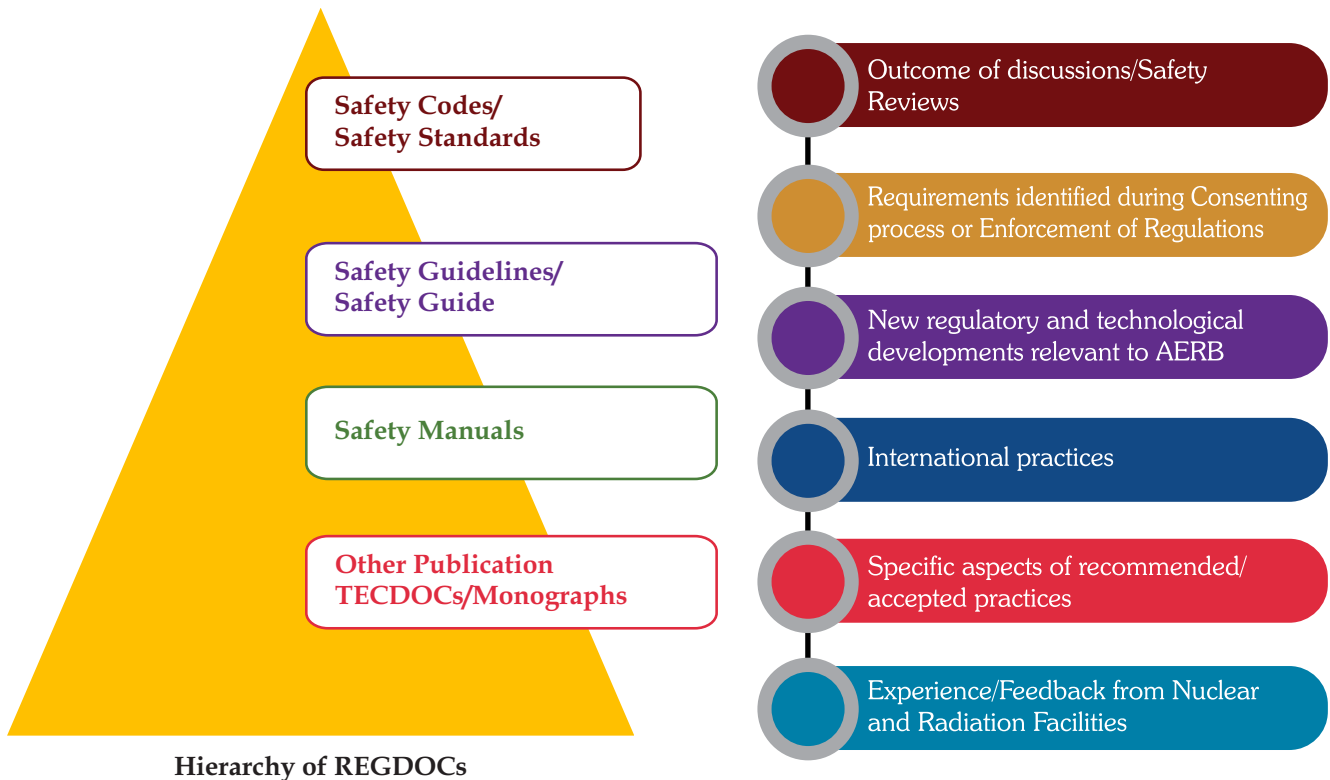 Safety Codes/
Safety Standards
Safety Guidelines/
Safety Guide
Safety Manuals
Other Publication
TECDOCs/Monographs
Hierarchy of REGDOCs
Outcome of discussions/Safety
Reviews
Requirements identified during Consenting
process or Enforcement of Regulations
New regulatory and technological
developments relevant to AERB
International practices
Specific aspects of recommended/
accepted practices
Experience/Feedback from Nuclear
and Radiation Facilities